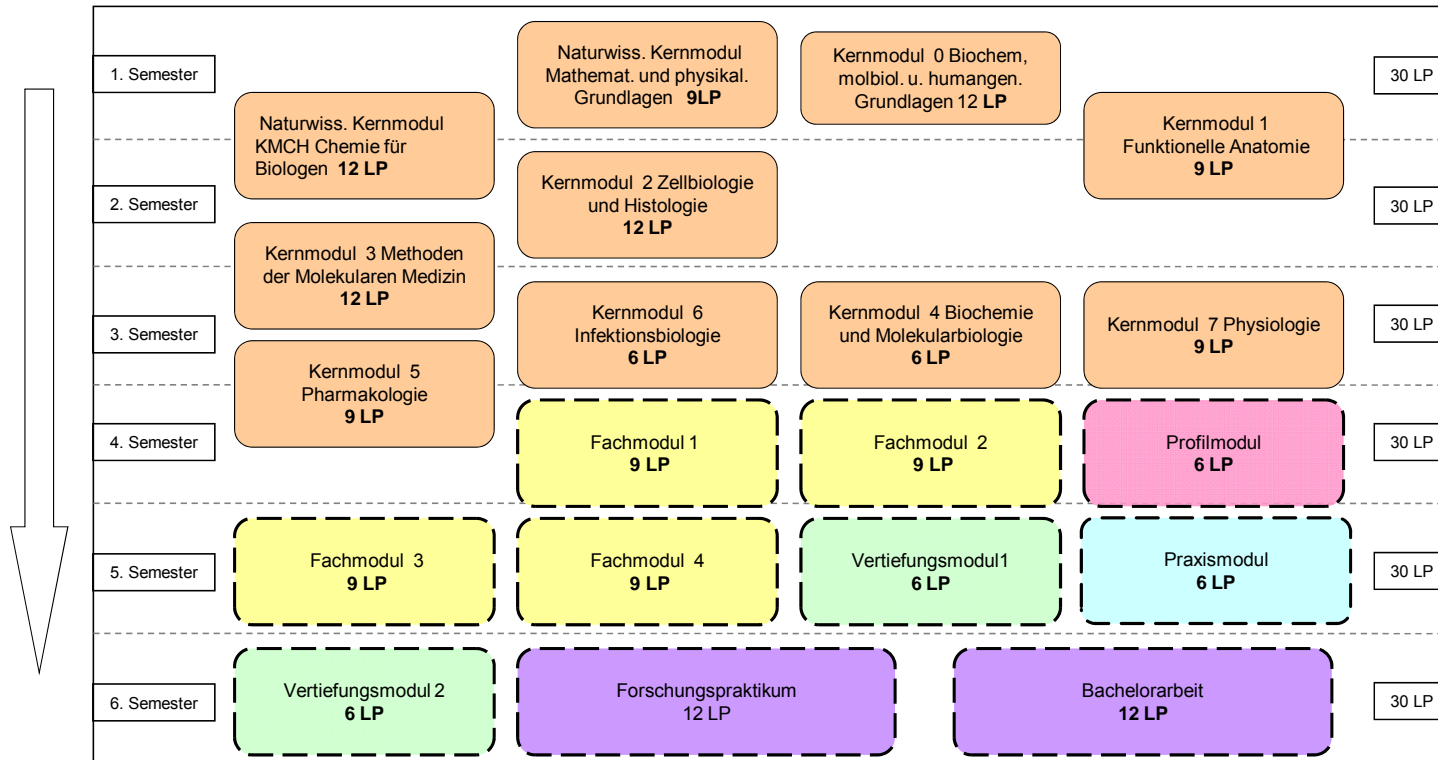 1. Semester
Naturwiss. Kernmodul
Mathemat. und physikal.
Grundlagen 9LP
Kernmodul 0 Biochem,
molbiol. u. humangen.
Grundlagen 12 LP
30 LP
Naturwiss. Kernmodul
KMCH Chemie für
Biologen 12 LP
Kernmodul 1
Funktionelle Anatomie
9 LP
2. Semester
Kernmodul 2 Zellbiologie
und Histologie
12 LP
30 LP
Kernmodul 3 Methoden
der Molekularen Medizin
12 LP
3. Semester
Kernmodul 6
Infektionsbiologie
6 LP
Kernmodul 4 Biochemie
und Molekularbiologie
6 LP
Kernmodul 7 Physiologie
9 LP
30 LP
Kernmodul 5
Pharmakologie
9 LP
4. Semester
Fachmodul 1
9 LP
Fachmodul 2
9 LP
Profilmodul
6 LP
30 LP
5. Semester
Fachmodul 3
9 LP
Fachmodul 4
9 LP
Vertiefungsmodul1
6 LP
Praxismodul
6 LP
30 LP
6. Semester
Vertiefungsmodul 2
6 LP
Forschungspraktikum
12 LP
Bachelorarbeit
12 LP
30 LP